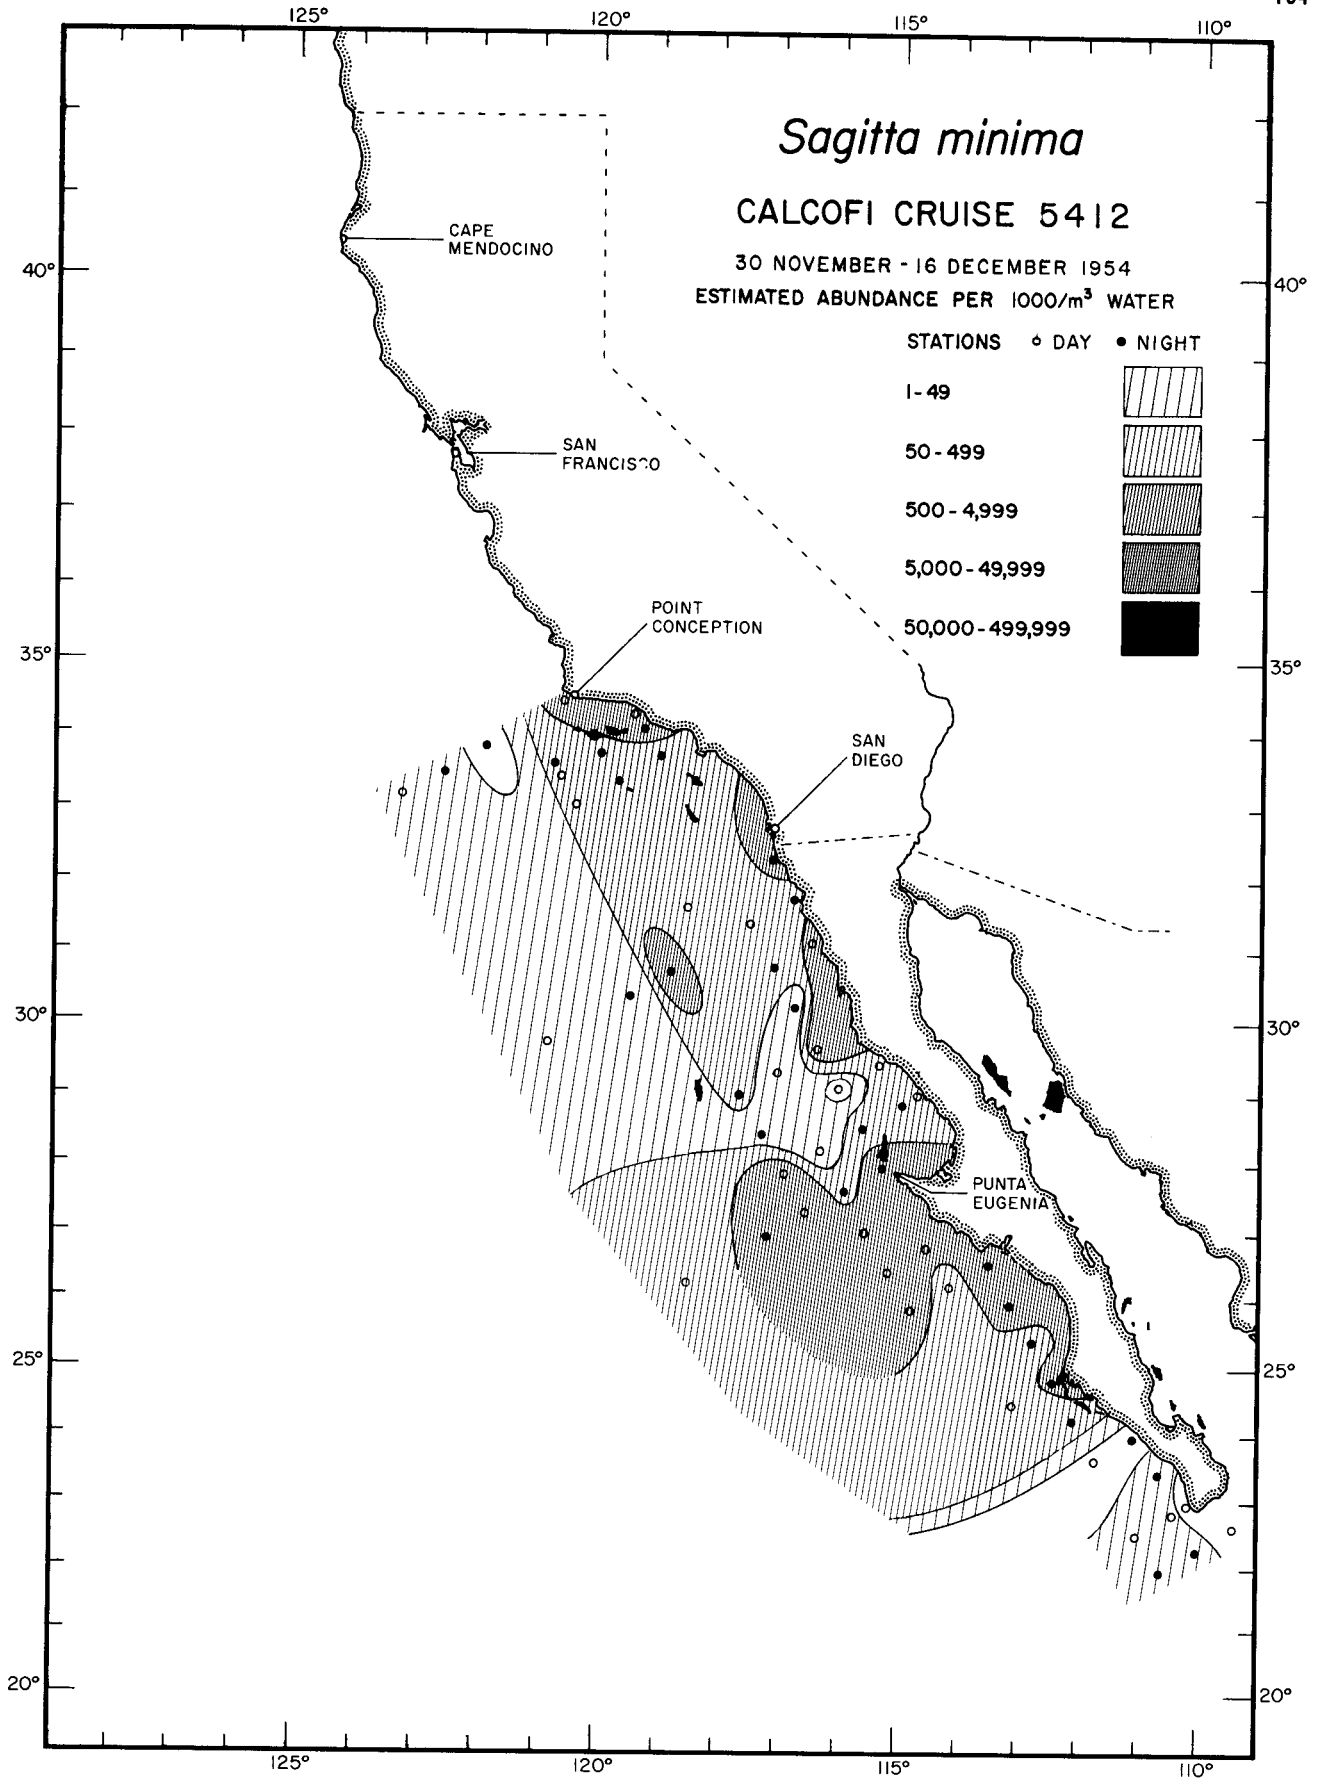 125° 120° 115° 110°
Sagitta minima
CALCOFI CRUISE 5412
30 NOVEMBER - 16 DECEMBER 1954
ESTIMATED ABUNDANCE PER 1000/m³ WATER
STATIONS DAY NIGHT
1-49
50-499
500-4,999
5,000-49,999
50,000-499,999
CAPE
MENDOCINO
40° 40°
SAN
FRANCISCO
POINT
CONCEPTION
35° 35°
SAN
DIEGO
30° 30°
PUNTA
EUGENIA
25° 25°
20° 20°
125° 120° 115° 110°